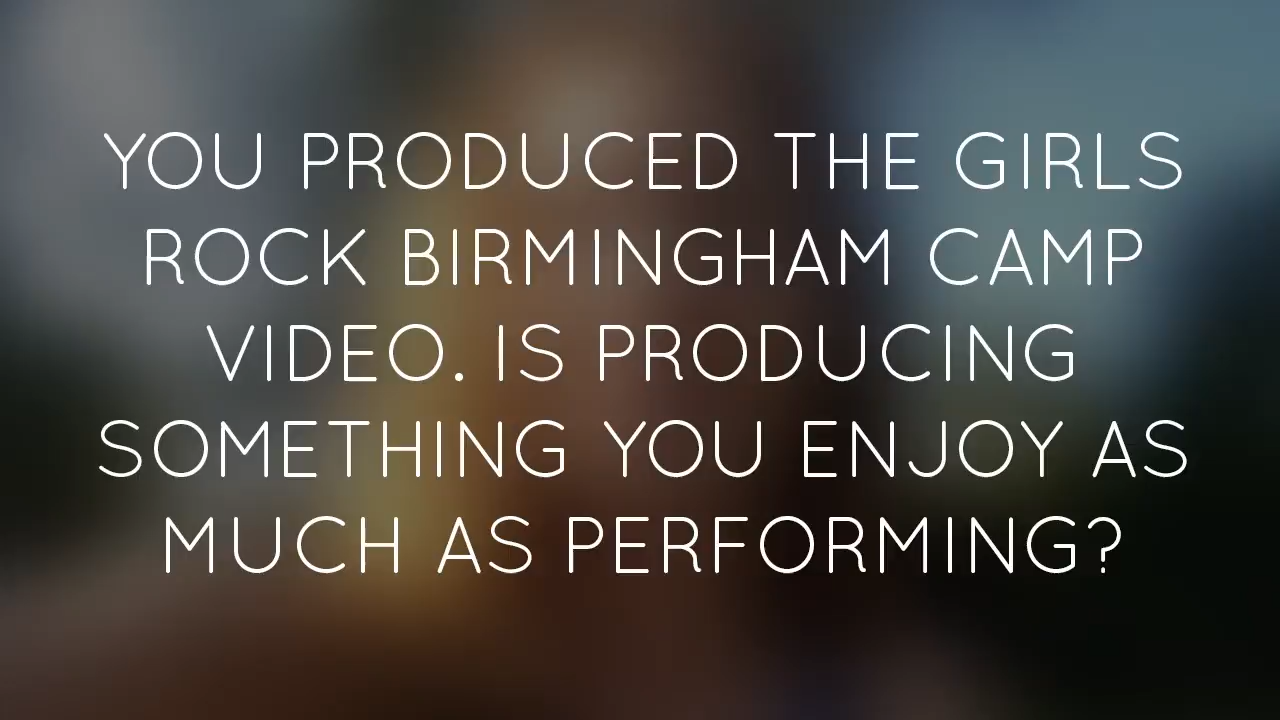 YOU PRODUCED THE GIRLS
ROCK BIRMINGHAM CAMP
VIDEO. IS PRODUCING
SOMETHING YOU ENJOY AS
MUCH AS PERFORMING?